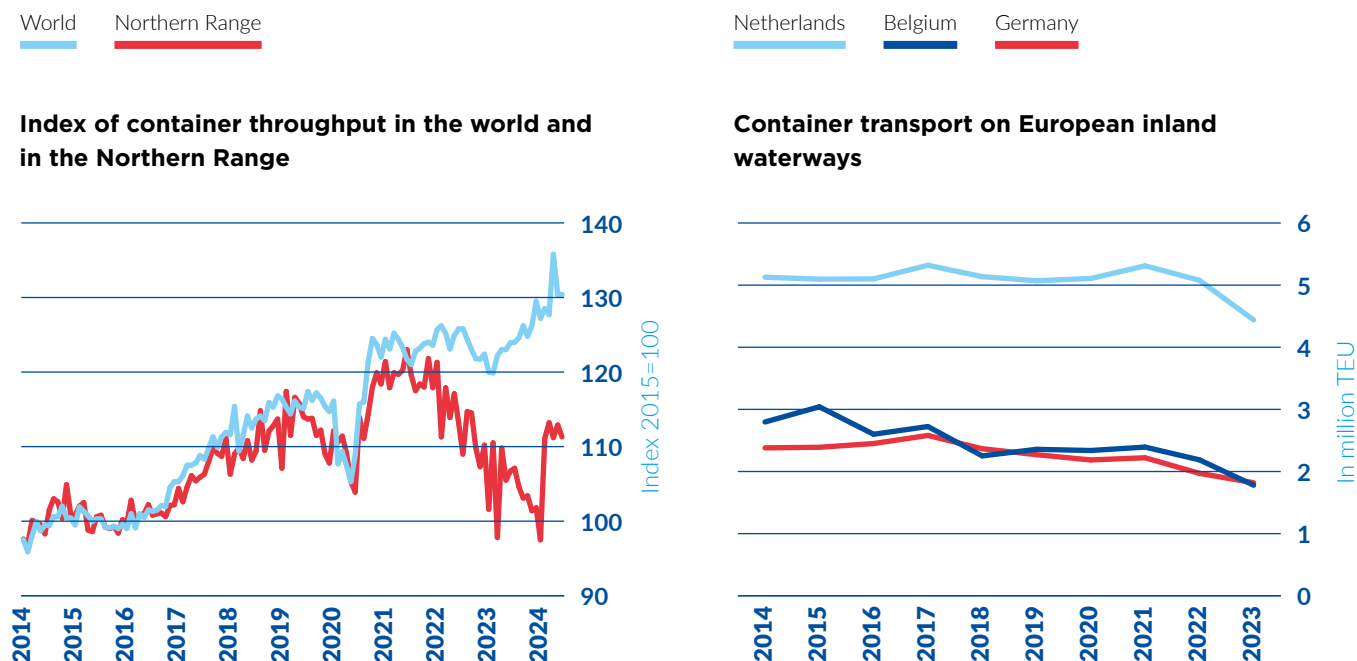 World Northern Range
Index of container throughput in the world and
in the Northern Range
140
130
120
110
100
90
Index 2015=100
2014 2015 2016 2017 2018 2019 2020 2021 2022 2023 2024
Netherlands Belgium Germany
Container transport on European inland
waterways
6
5
4
3
2
1
0
In million TEU
2014 2015 2016 2017 2018 2019 2020 2021 2022 2023